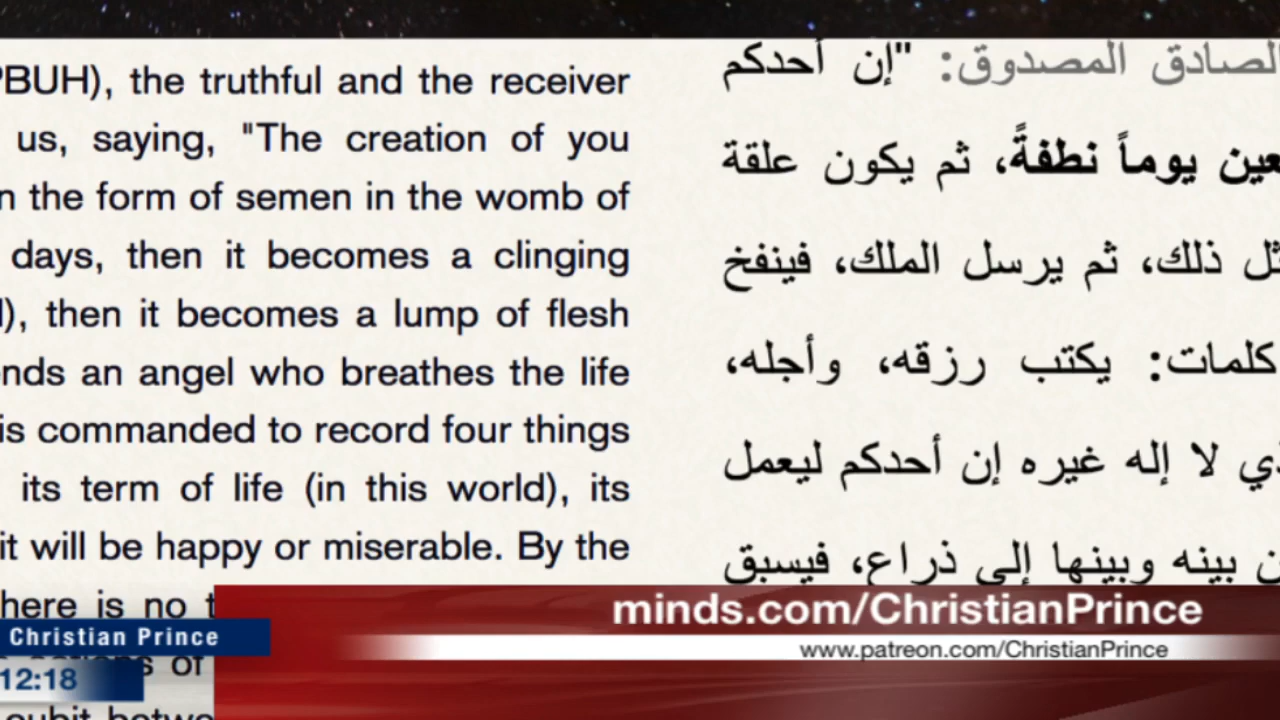 PBUH), the truthful and the receiver
us, saying, "The creation of you
n the form of semen in the womb of
days, then it becomes a clinging
), then it becomes a lump of flesh
nds an angel who breathes the life
is commanded to record four things
its term of life (in this world), its
it will be happy or miserable. By the
here is no
of
cubit
الصادق المصدوق: "إن أحدكم
عين يوماً نطفةً، ثم يكون علقة
ثل ذلك، ثم يرسل الملك، فينفخ
كلمات: يكتب رزقه، وأجله،
ذي لا إله غيره إن أحدكم ليعمل
ن بينه وبينها إلى ذراع، فيسبق
minds.com/ChristianPrince
www.patreon.com/ChristianPrince
Christian Prince
12:18